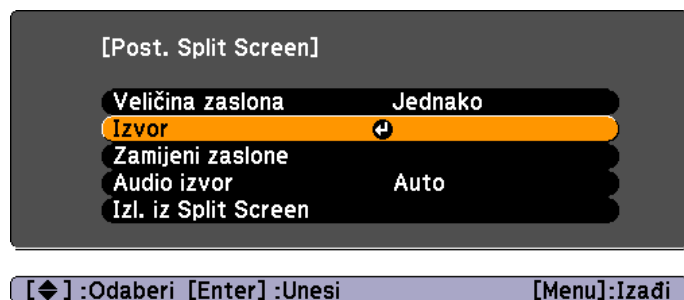 [Post. Split Screen]
Veličina zaslona Jednako
Izvor
Zamijeni zaslone
Audio izvor Auto
Izl. iz Split Screen
[◆] :Odaberi [Enter] :Unesi [Menu]:Izađi